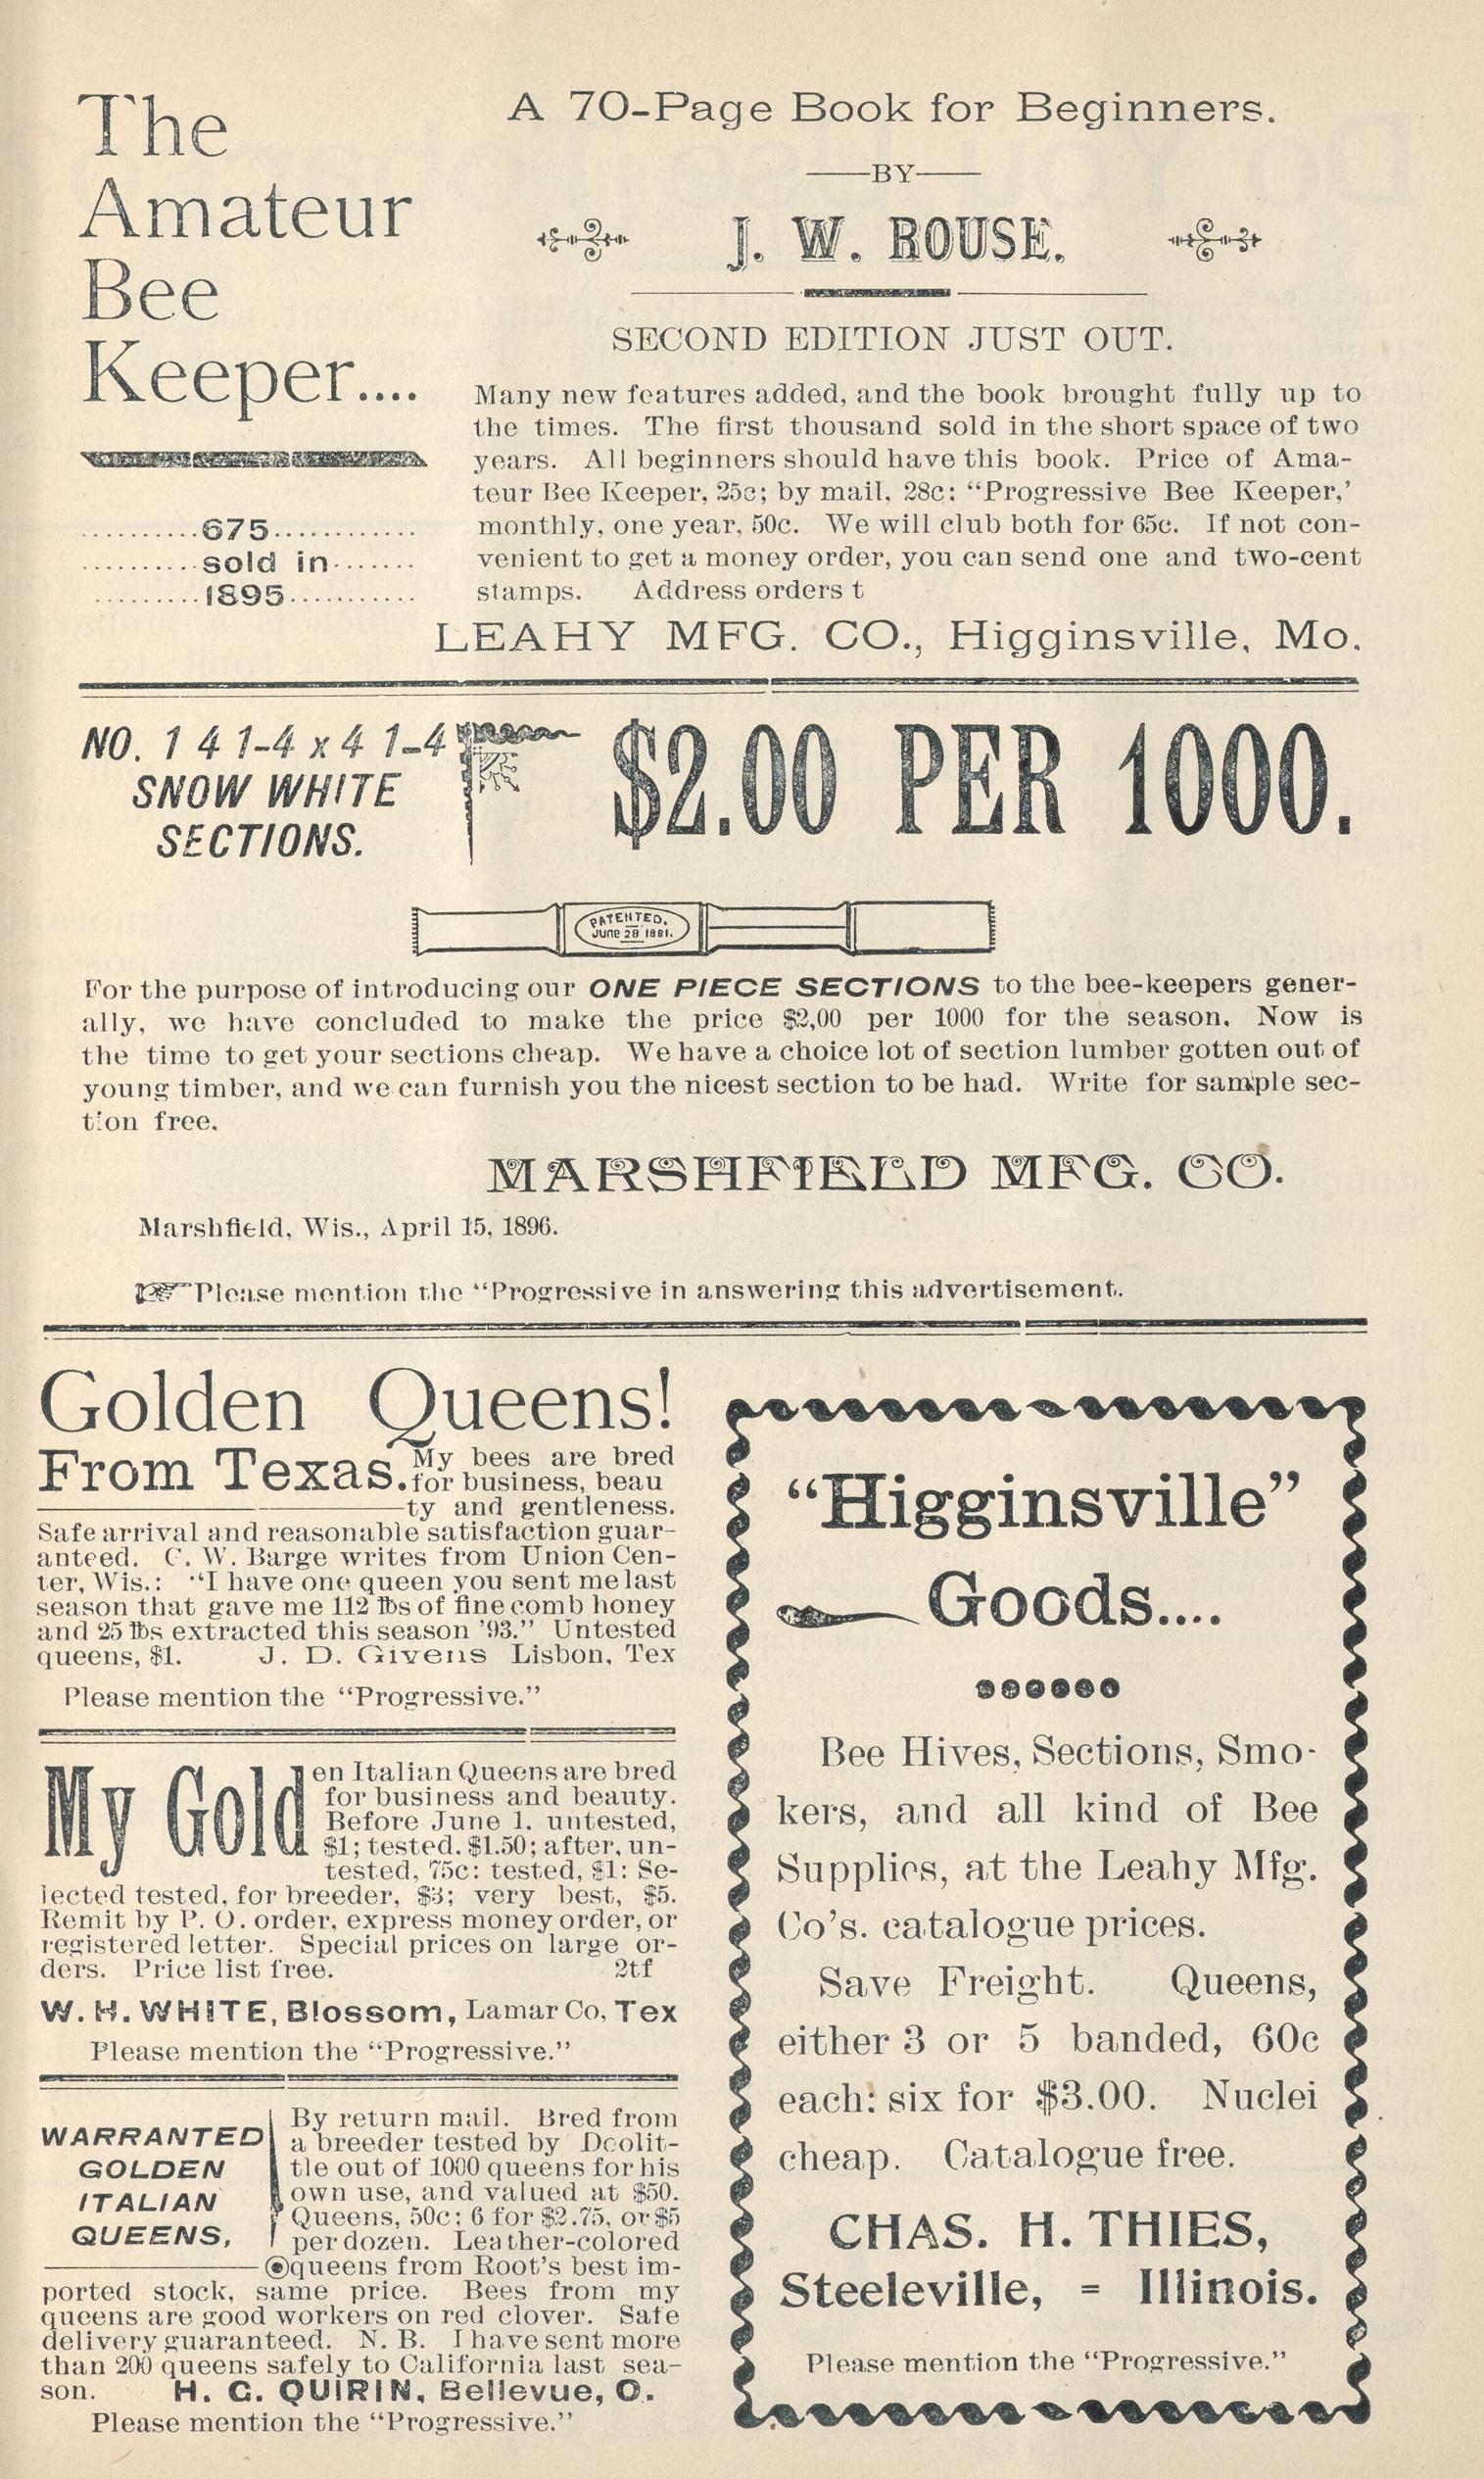 The
Amateur
Bee
Keeper....
..........675............
..........sold in.......
.........1895...........
A 70-Page Book for Beginners.
——BY——
J. W. ROUSE.
SECOND EDITION JUST OUT.
Many new features added, and the book brought fully up to
the times. The first thousand sold in the short space of two
years. All beginners should have this book. Price of Ama-
teur Bee Keeper, 25c; by mail, 28c; “Progressive Bee Keeper,’
monthly, one year, 50c. We will club both for 65c. If not con-
venient to get a money order, you can send one and two-cent
stamps. Address orders t
LEAHY MFG. CO., Higginsville, Mo.
NO. 1 4 1-4 x 4 1-4
SNOW WHITE
SECTIONS.
$2.00 PER 1000.
PATENTED,
June 28 1881.
For the purpose of introducing our ONE PIECE SECTIONS to the bee-keepers gener-
ally, we have concluded to make the price $2,00 per 1000 for the season. Now is
the time to get your sections cheap. We have a choice lot of section lumber gotten out of
young timber, and we can furnish you the nicest section to be had. Write for sample sec-
tion free.
MARSHFIELD MFG. CO.
Marshfield, Wis., April 15, 1896.
☞Please mention the “Progressive in answering this advertisement.
Golden Queens!
From Texas.
My bees are bred
for business, beau
ty and gentleness.
Safe arrival and reasonable satisfaction guar-
anteed. C. W. Barge writes from Union Cen-
ter, Wis.: “I have one queen you sent me last
season that gave me 112 lbs of fine comb honey
and 25 lbs extracted this season ’93.” Untested
queens, $1. J. D. Givens Lisbon, Tex
Please mention the “Progressive.”
My Gold
en Italian Queens are bred
for business and beauty.
Before June 1. untested,
$1; tested. $1.50; after, un-
tested, 75c: tested, $1: Se-
lected tested, for breeder, $3; very best, $5.
Remit by P. O. order, express money order, or
registered letter. Special prices on large or-
ders. Price list free. 2tf
W. H. WHITE, Blossom, Lamar Co, Tex
Please mention the “Progressive.”
WARRANTED
GOLDEN
ITALIAN
QUEENS,
By return mail. Bred from
a breeder tested by Doolit-
tle out of 1000 queens for his
own use, and valued at $50.
Queens, 50c; 6 for $2.75, or $5
per dozen. Leather-colored
queens from Root’s best im-
ported stock, same price. Bees from my
queens are good workers on red clover. Safe
delivery guaranteed. N. B. I have sent more
than 200 queens safely to California last sea-
son. H. G. QUIRIN, Bellevue, O.
Please mention the “Progressive.”
“Higginsville”
Goods....
Bee Hives, Sections, Smo-
kers, and all kind of Bee
Supplies, at the Leahy Mfg.
Co’s. catalogue prices.
Save Freight. Queens,
either 3 or 5 banded, 60c
each: six for $3.00. Nuclei
cheap. Catalogue free.
CHAS. H. THIES,
Steeleville, = Illinois.
Please mention the “Progressive.”